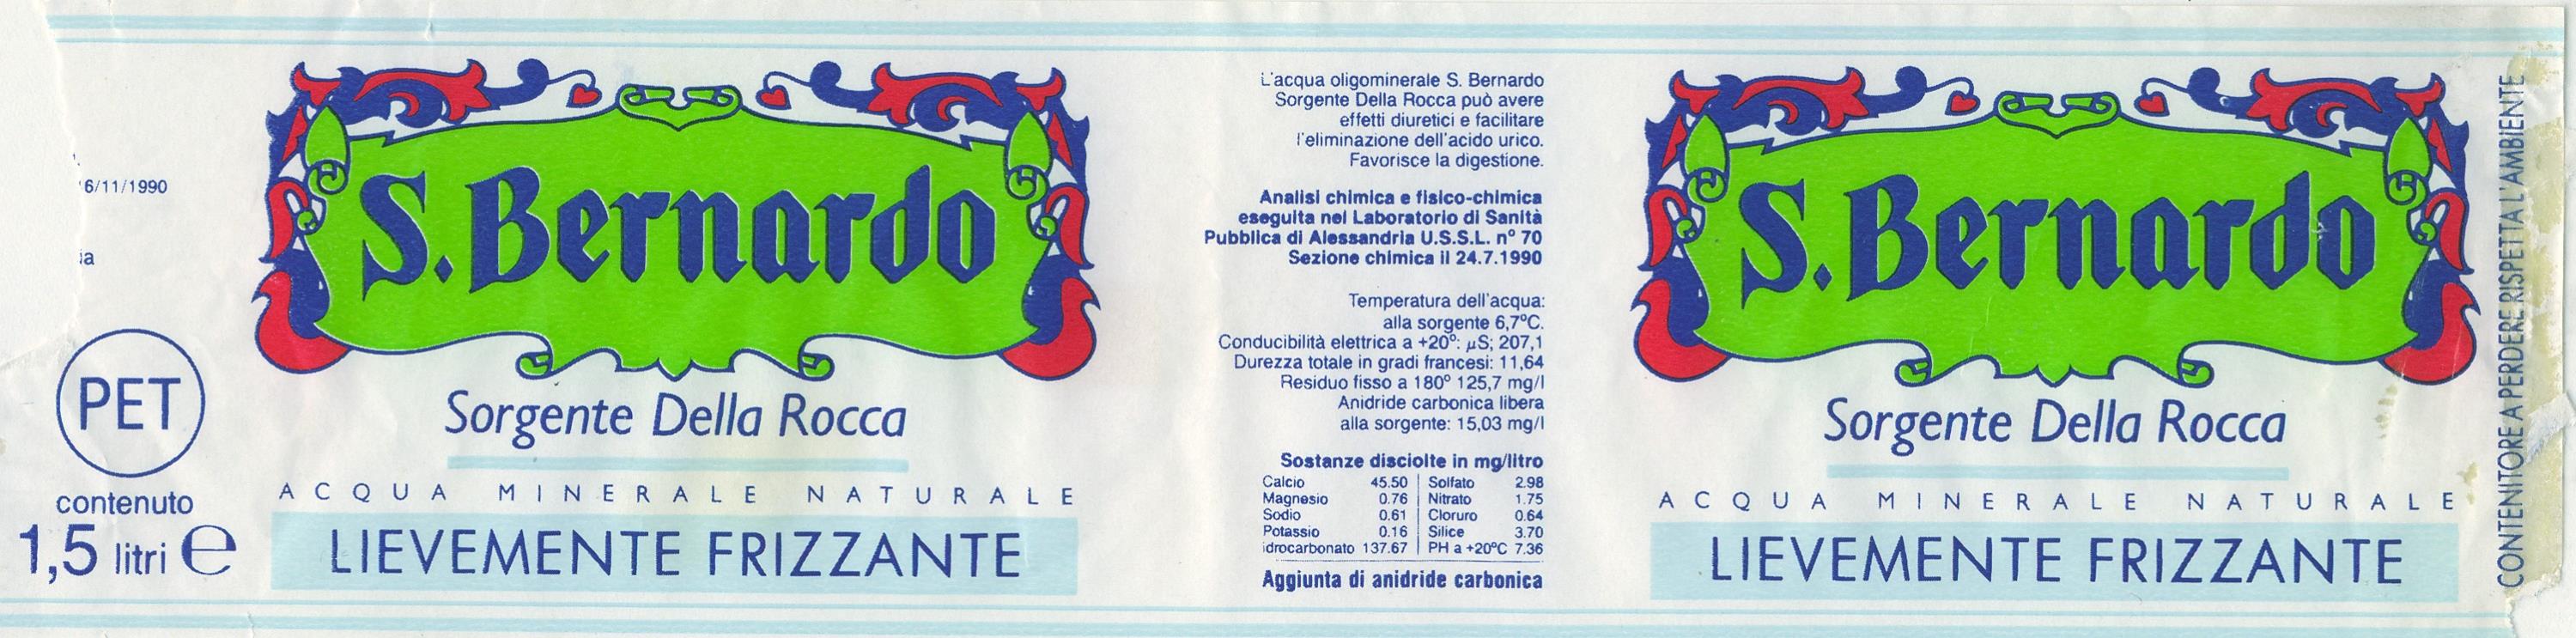 6/11/1990
ia
PET
contenuto
1,5 litri ℮
S.Bernardo
Sorgente Della Rocca
ACQUA MINERALE NATURALE
LIEVEMENTE FRIZZANTE
L'acqua oligominerale S. Bernardo
Sorgente Della Rocca può avere
effetti diuretici e facilitare
l'eliminazione dell'acido urico.
Favorisce la digestione.
Analisi chimica e fisico-chimica
eseguita nel Laboratorio di Sanità
Pubblica di Alessandria U.S.S.L. n° 70
Sezione chimica il 24.7.1990
Temperatura dell'acqua:
alla sorgente 6,7°C.
Conducibilità elettrica a +20°: µS; 207,1
Durezza totale in gradi francesi: 11,64
Residuo fisso a 180° 125,7 mg/l
Anidride carbonica libera
alla sorgente: 15,03 mg/l
Sostanze disciolte in mg/litro
Calcio 45.50 | Solfato 2.98
Magnesio 0.76 | Nitrato 1.75
Sodio 0.61 | Cloruro 0.64
Potassio 0.16 | Silice 3.70
idrocarbonato 137.67 | PH a +20°C 7.36
Aggiunta di anidride carbonica
S.Bernardo
Sorgente Della Rocca
ACQUA MINERALE NATURALE
LIEVEMENTE FRIZZANTE
CONTENITORE A PERDERE RISPETTA L'AMBIENTE